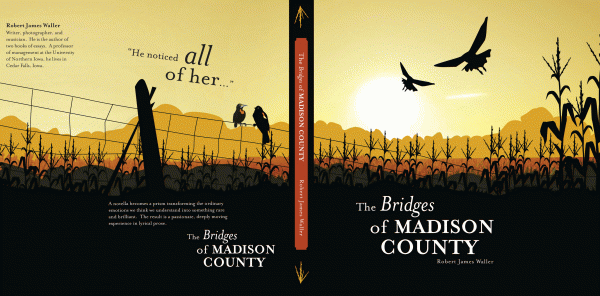 Robert James Waller
Writer, photographer, and
musician. He is the author of
two books of essays. A professor
of management at the University
of Northern Iowa, he lives in
Cedar Falls, Iowa.
"He noticed all
of her..."
A novella becomes a prism transforming the ordinary
emotions we think we understand into something rare
and brilliant. The result is a passionate, deeply moving
experience in lyrical prose.
The Bridges
of MADISON
COUNTY
The Bridges of MADISON COUNTY
Robert James Waller
The Bridges
of MADISON
COUNTY
Robert James Waller